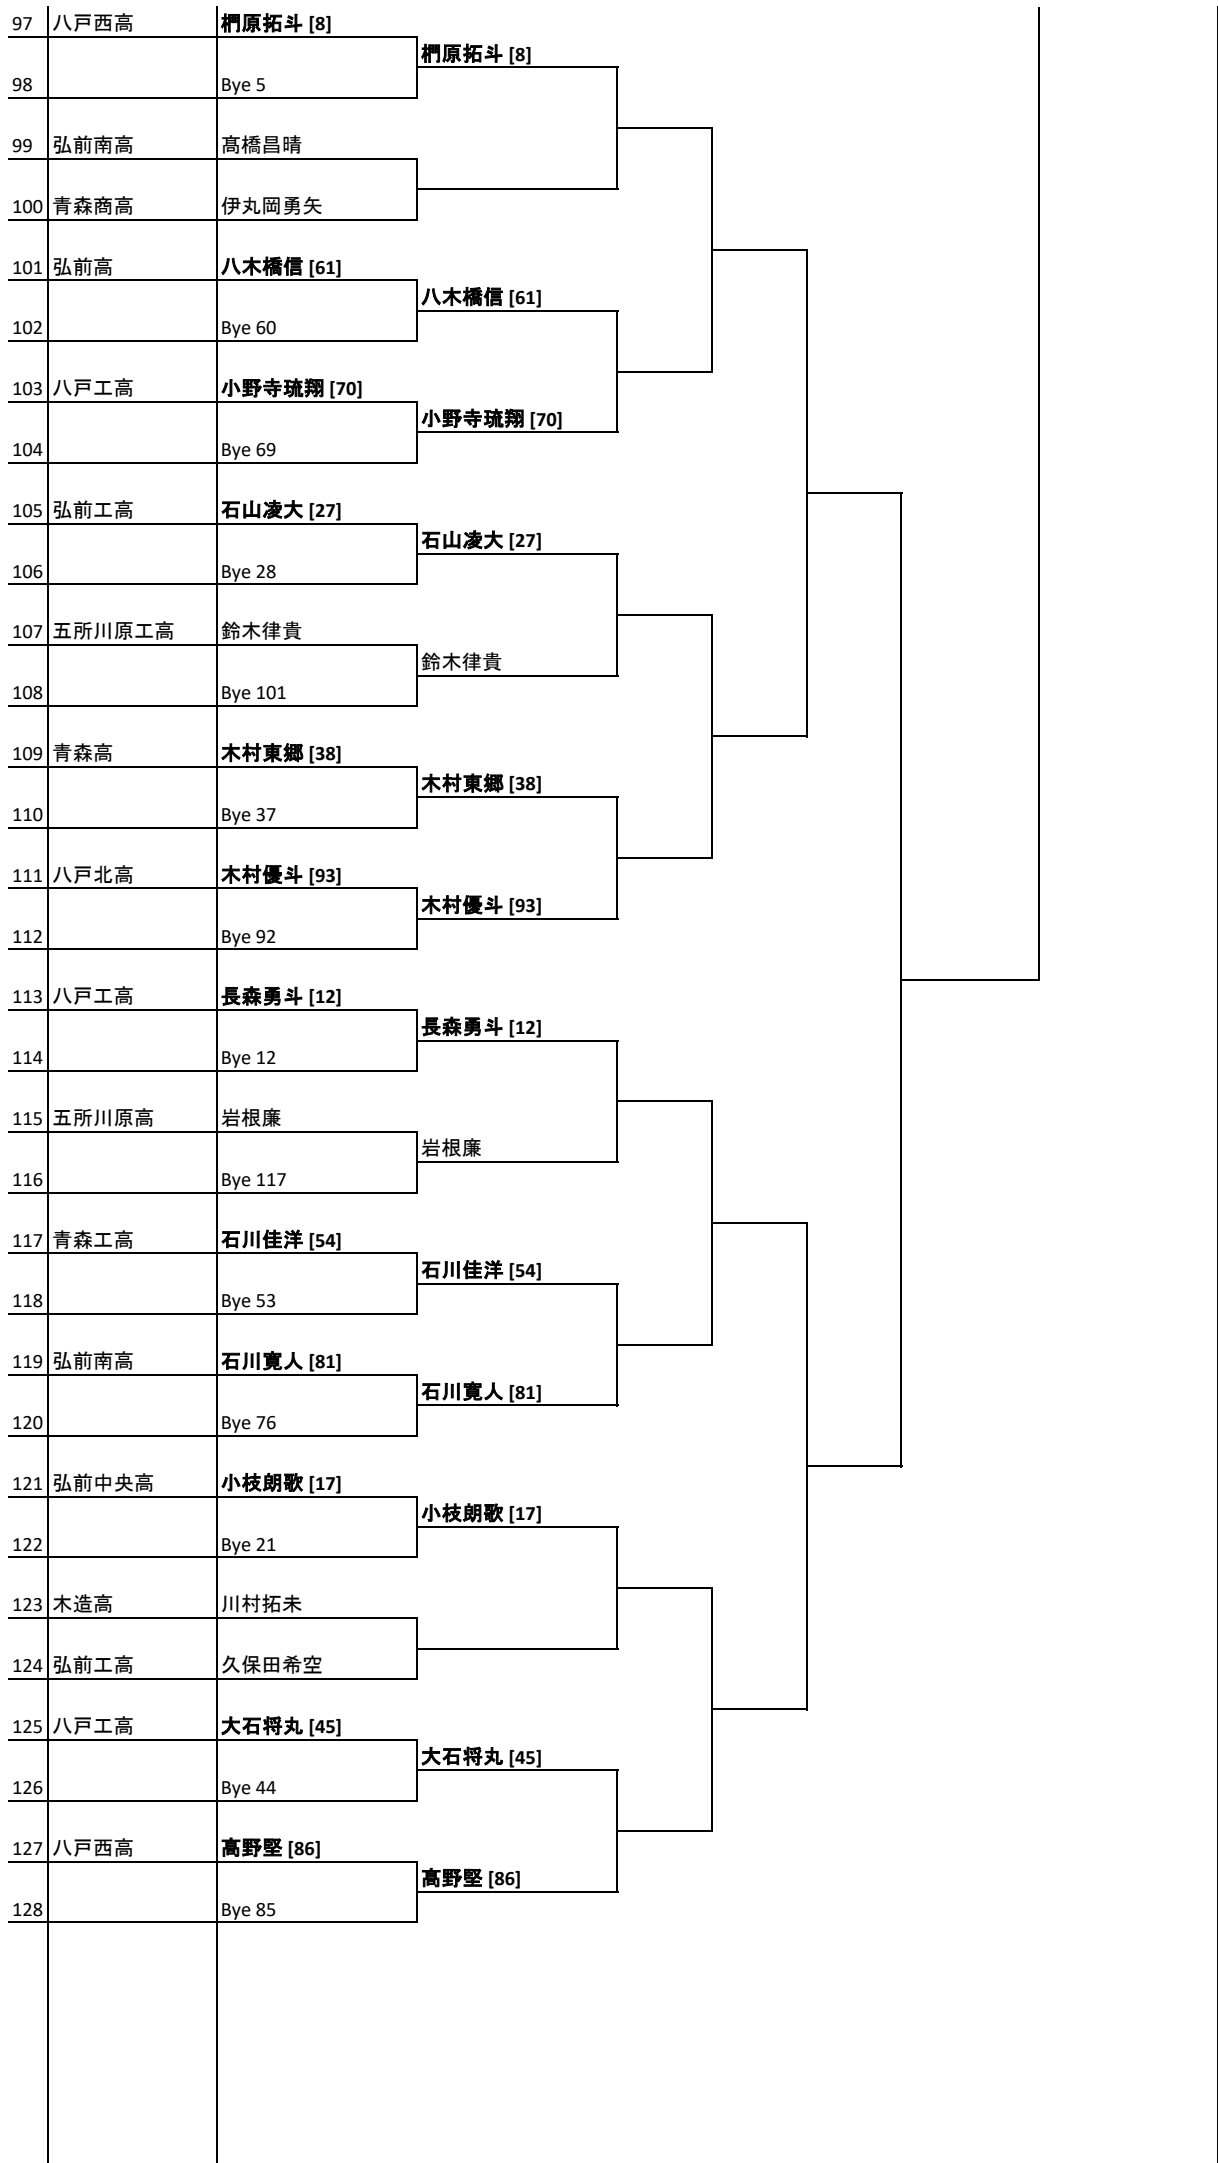 97 八戸西高 椚原拓斗 [8]
椚原拓斗 [8]
98 Bye 5
99 弘前南高 髙橋昌晴
100 青森商高 伊丸岡勇矢
101 弘前高 八木橋信 [61]
八木橋信 [61]
102 Bye 60
103 八戸工高 小野寺琉翔 [70]
小野寺琉翔 [70]
104 Bye 69
105 弘前工高 石山凌大 [27]
石山凌大 [27]
106 Bye 28
107 五所川原工高 鈴木律貴
鈴木律貴
108 Bye 101
109 青森高 木村東郷 [38]
木村東郷 [38]
110 Bye 37
111 八戸北高 木村優斗 [93]
木村優斗 [93]
112 Bye 92
113 八戸工高 長森勇斗 [12]
長森勇斗 [12]
114 Bye 12
115 五所川原高 岩根廉
岩根廉
116 Bye 117
117 青森工高 石川佳洋 [54]
石川佳洋 [54]
118 Bye 53
119 弘前南高 石川寛人 [81]
石川寛人 [81]
120 Bye 76
121 弘前中央高 小枝朗歌 [17]
小枝朗歌 [17]
122 Bye 21
123 木造高 川村拓未
124 弘前工高 久保田希空
125 八戸工高 大石将丸 [45]
大石将丸 [45]
126 Bye 44
127 八戸西高 髙野堅 [86]
髙野堅 [86]
128 Bye 85